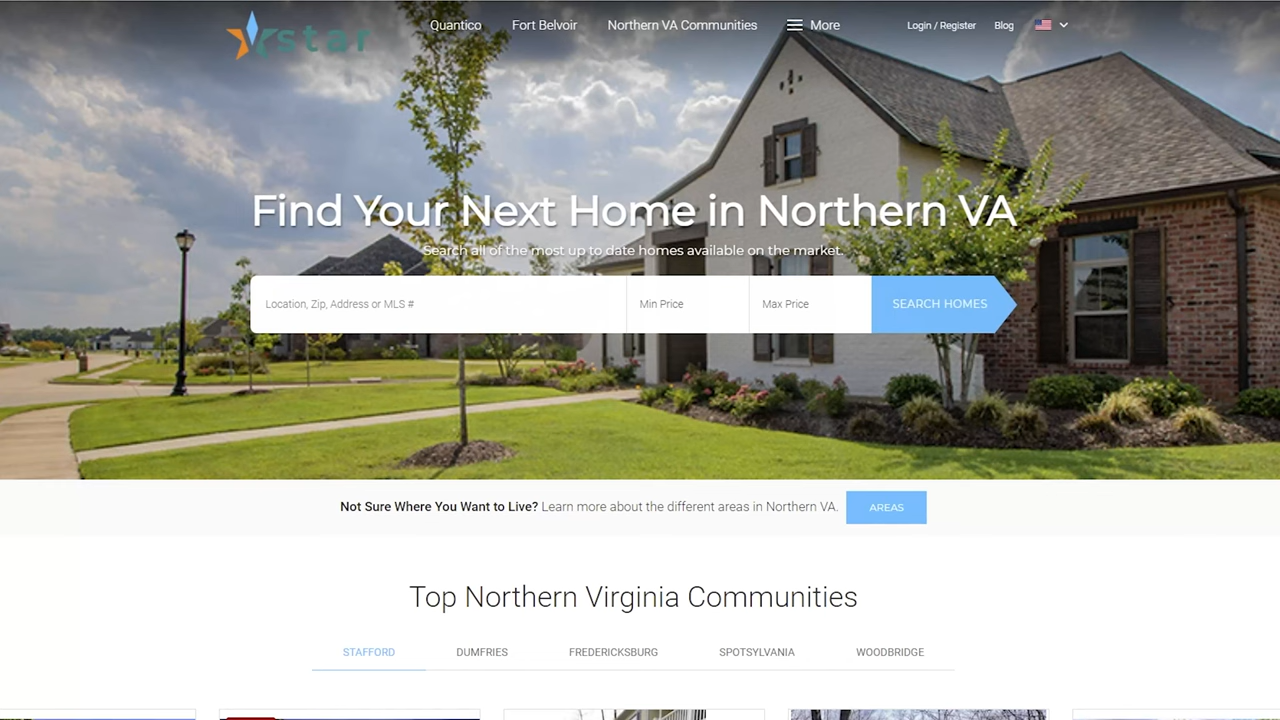 star
Quantico Fort Belvoir Northern VA Communities More Login / Register Blog
Find Your Next Home in Northern VA
Search all of the most up to date homes available on the market.
Location, Zip, Address or MLS # Min Price Max Price SEARCH HOMES
Not Sure Where You Want to Live? Learn more about the different areas in Northern VA. AREAS
Top Northern Virginia Communities
STAFFORD DUMFRIES FREDERICKSBURG SPOTSYLVANIA WOODBRIDGE